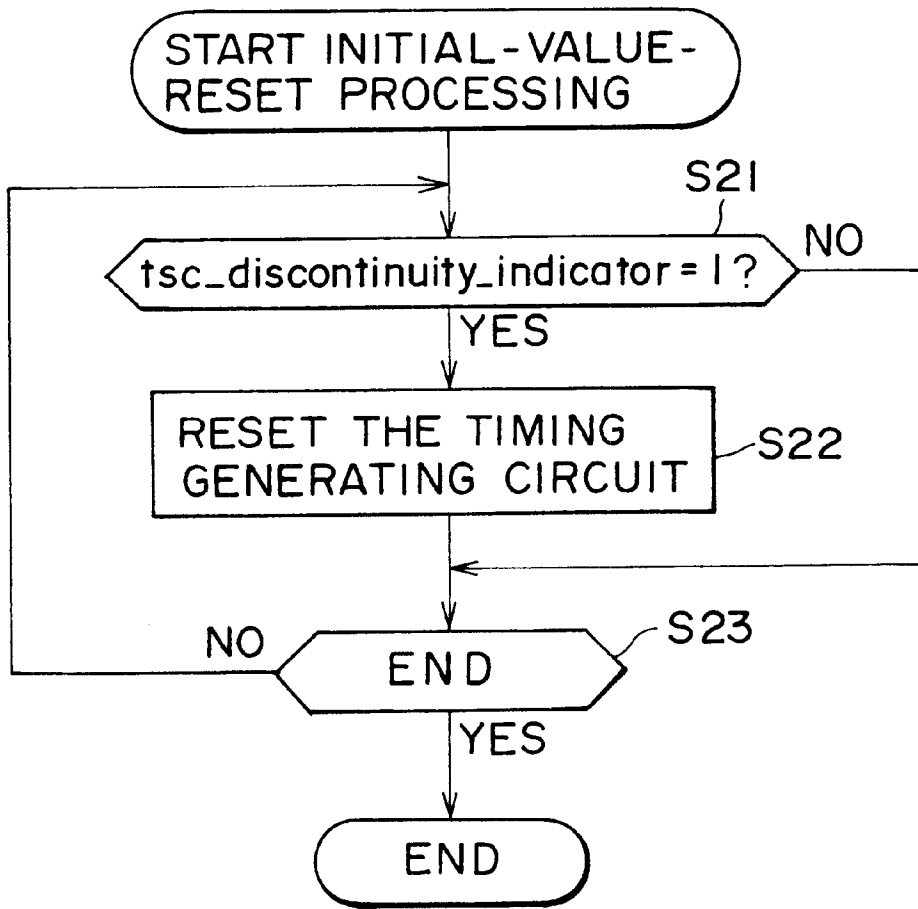 START INITIAL-VALUE-
RESET PROCESSING
S21
tsc_discontinuity_indicator = 1 ?
NO
YES
RESET THE TIMING
GENERATING CIRCUIT
S22
NO
END
S23
YES
END